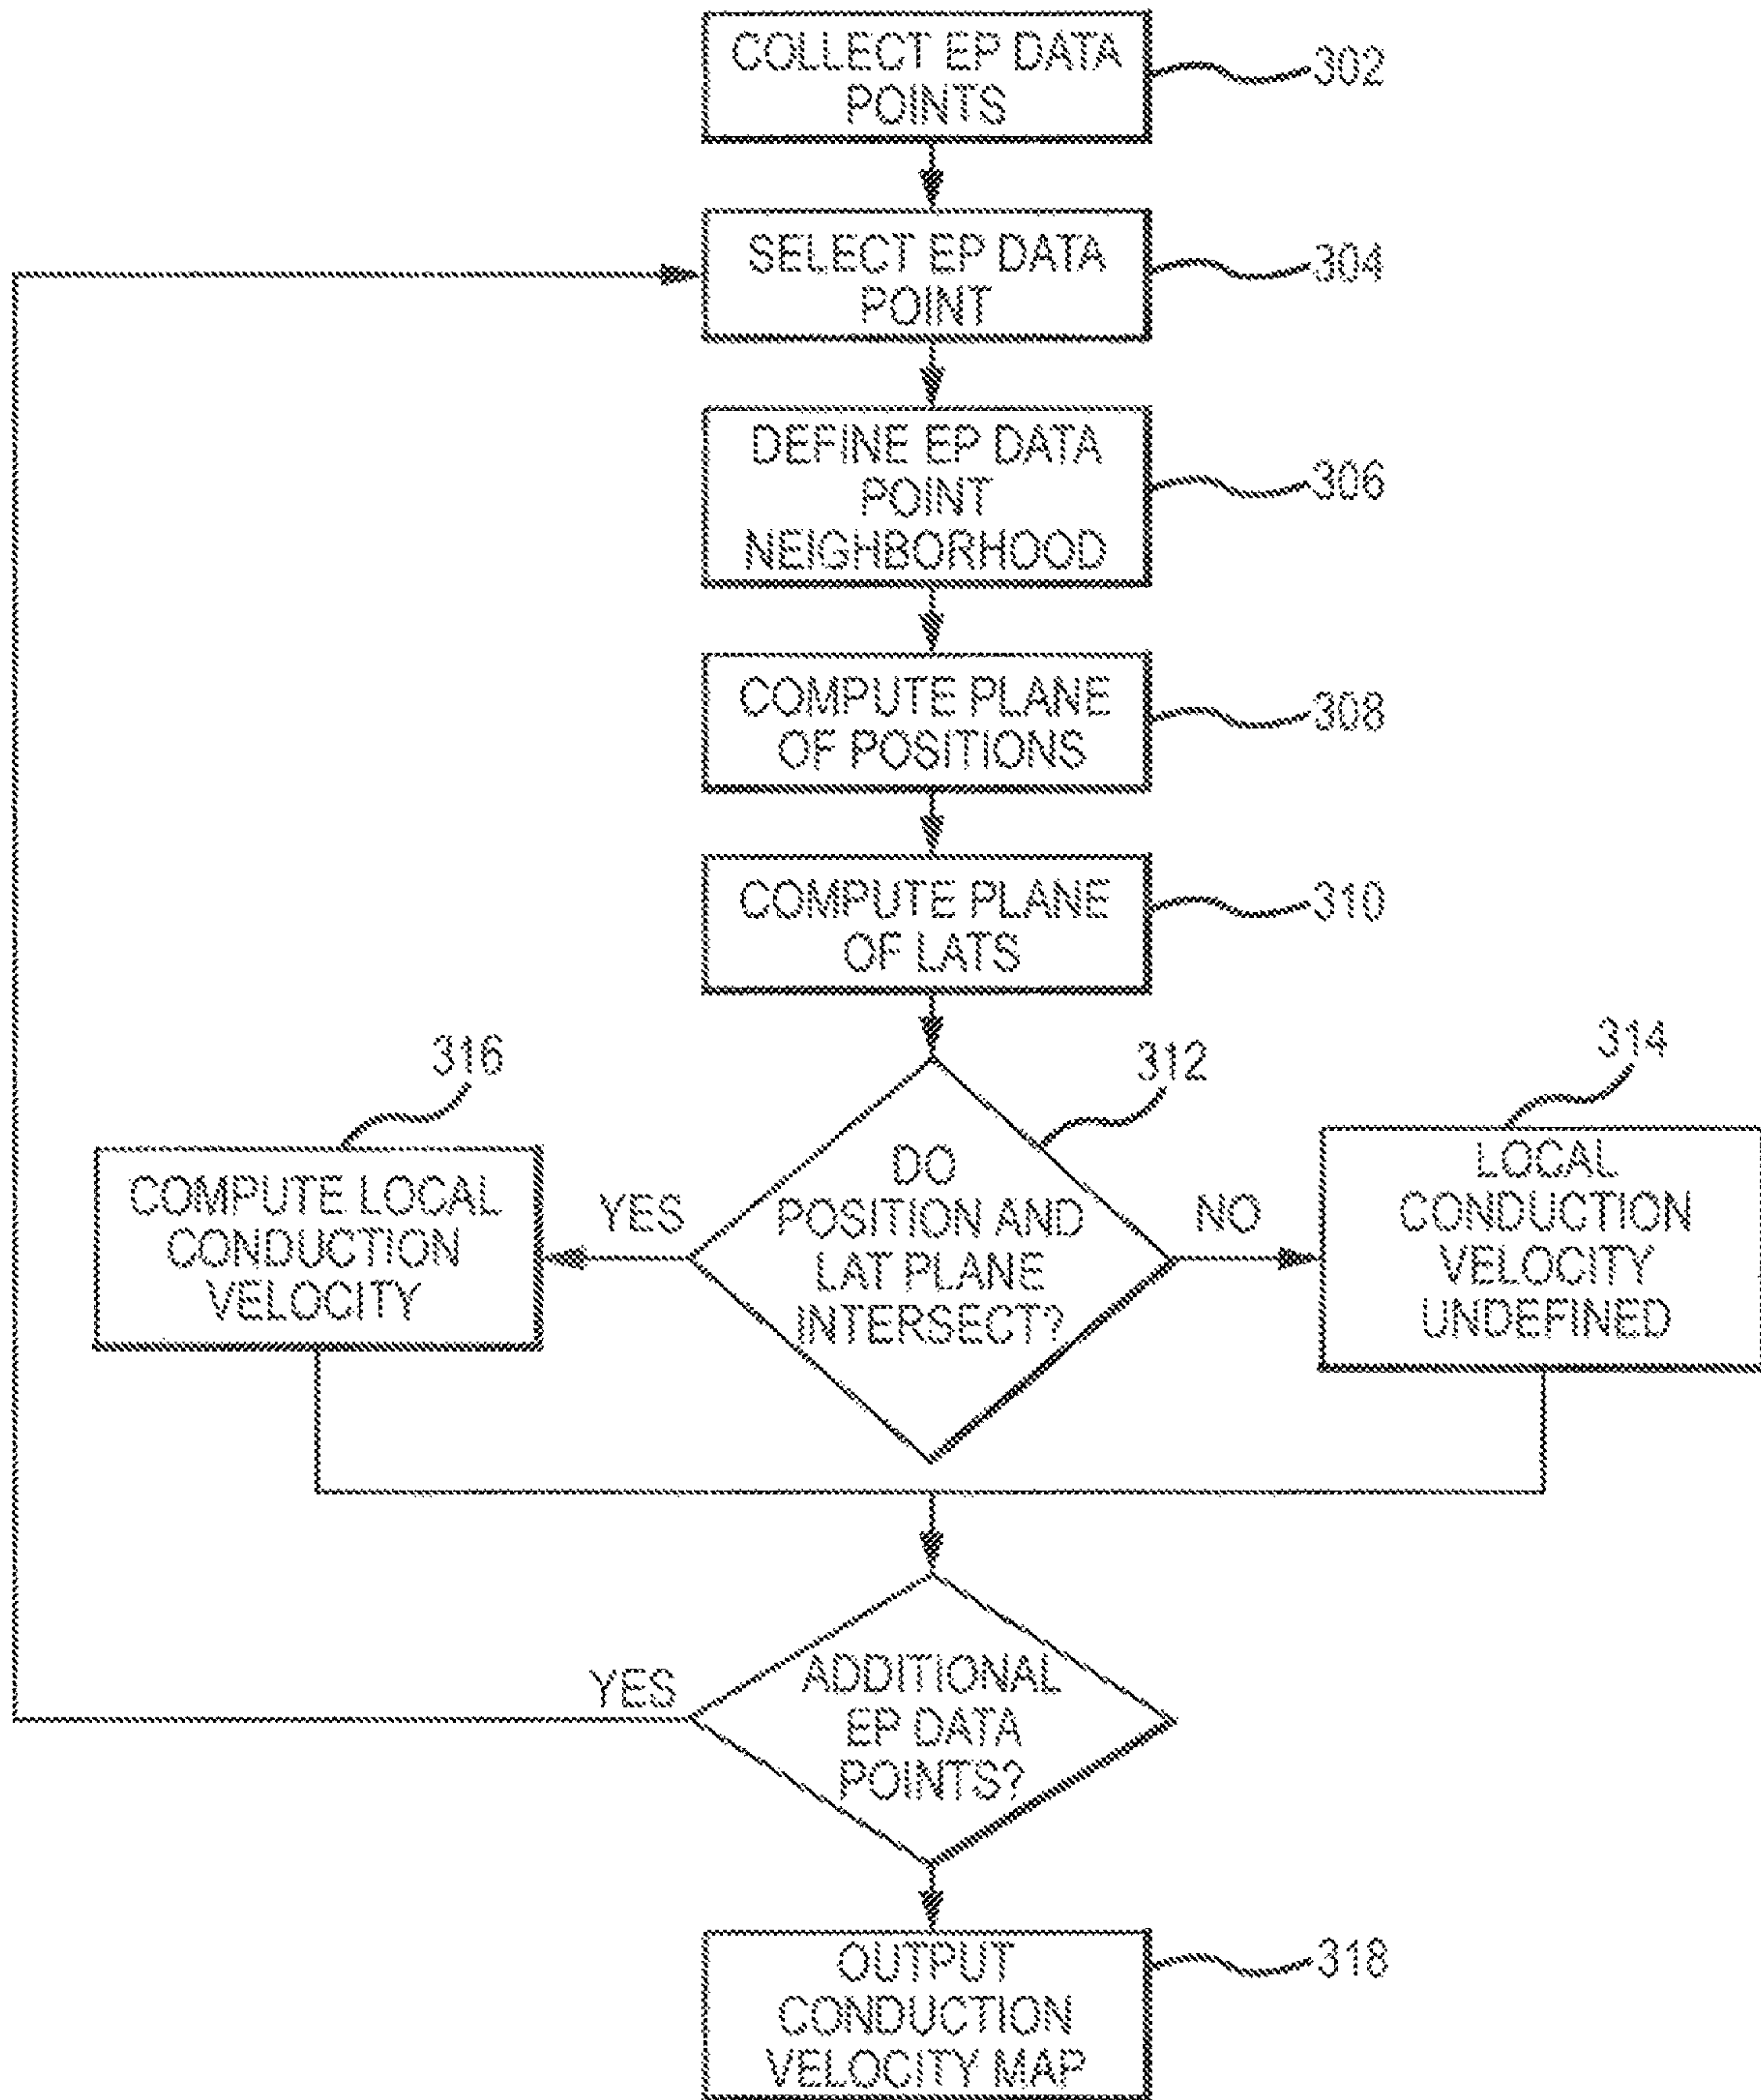 COLLECT EP DATA
POINTS
302
SELECT EP DATA
POINT
304
DEFINE EP DATA
POINT
NEIGHBORHOOD
306
COMPUTE PLANE
OF POSITIONS
308
COMPUTE PLANE
OF LATS
310
316
312
314
COMPUTE LOCAL
CONDUCTION
VELOCITY
YES
DO
POSITION AND
LAT PLANE
INTERSECT?
NO
LOCAL
CONDUCTION
VELOCITY
UNDEFINED
YES
ADDITIONAL
EP DATA
POINTS?
OUTPUT
CONDUCTION
VELOCITY MAP
318